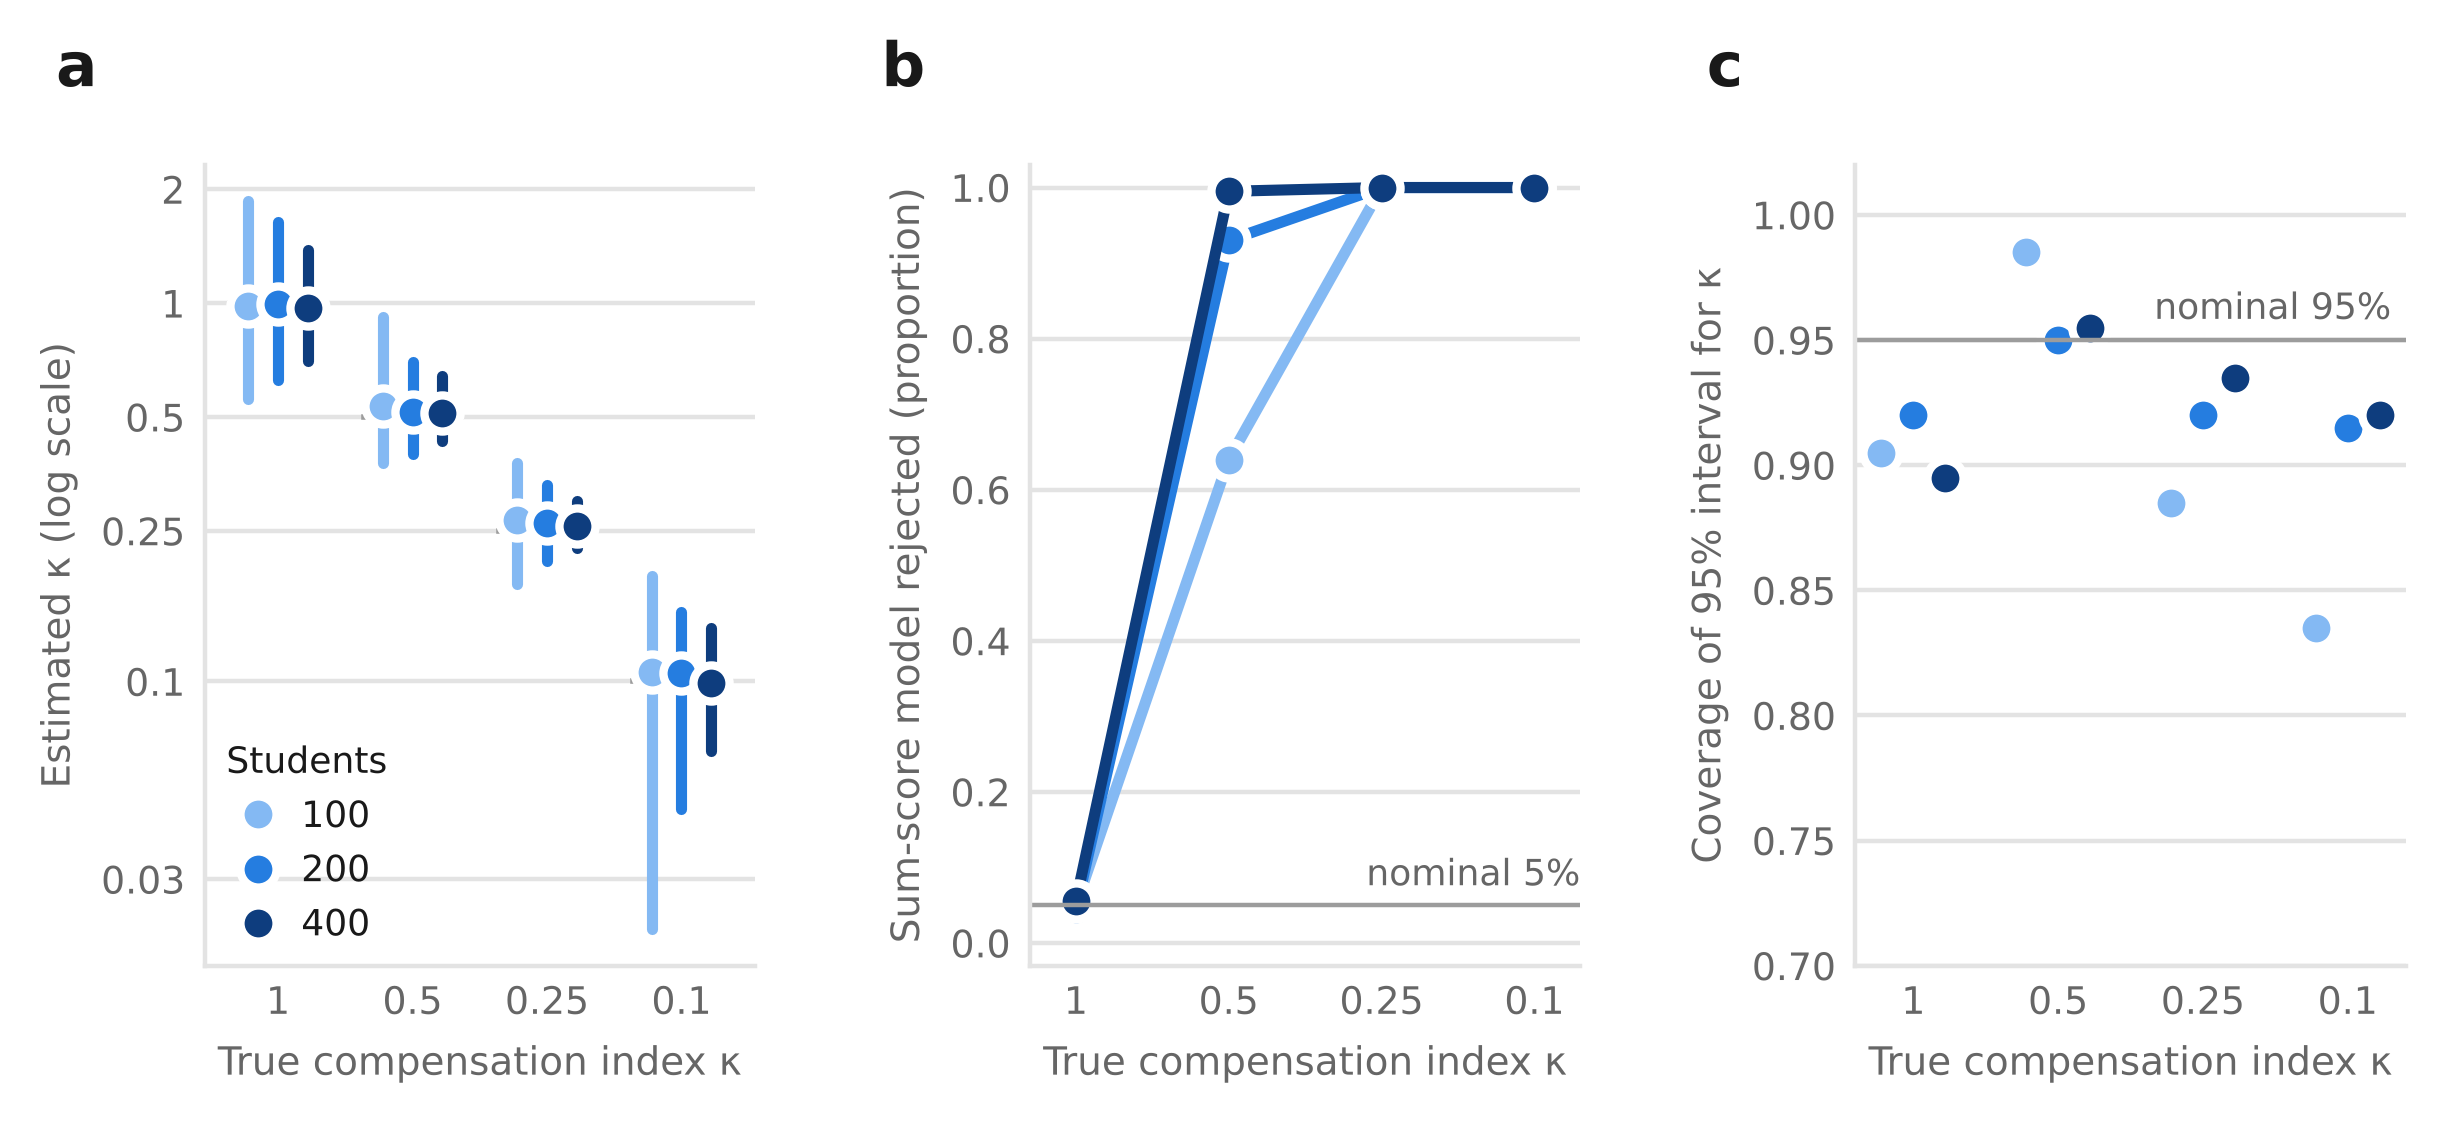 a
2
1
0.5
0.25
0.1
0.03
Estimated κ (log scale)
Students
100
200
400
1 0.5 0.25 0.1
True compensation index κ
b
1.0
0.8
0.6
0.4
0.2
0.0
Sum-score model rejected (proportion)
nominal 5%
1 0.5 0.25 0.1
True compensation index κ
c
1.00
0.95
0.90
0.85
0.80
0.75
0.70
Coverage of 95% interval for κ
nominal 95%
1 0.5 0.25 0.1
True compensation index κ